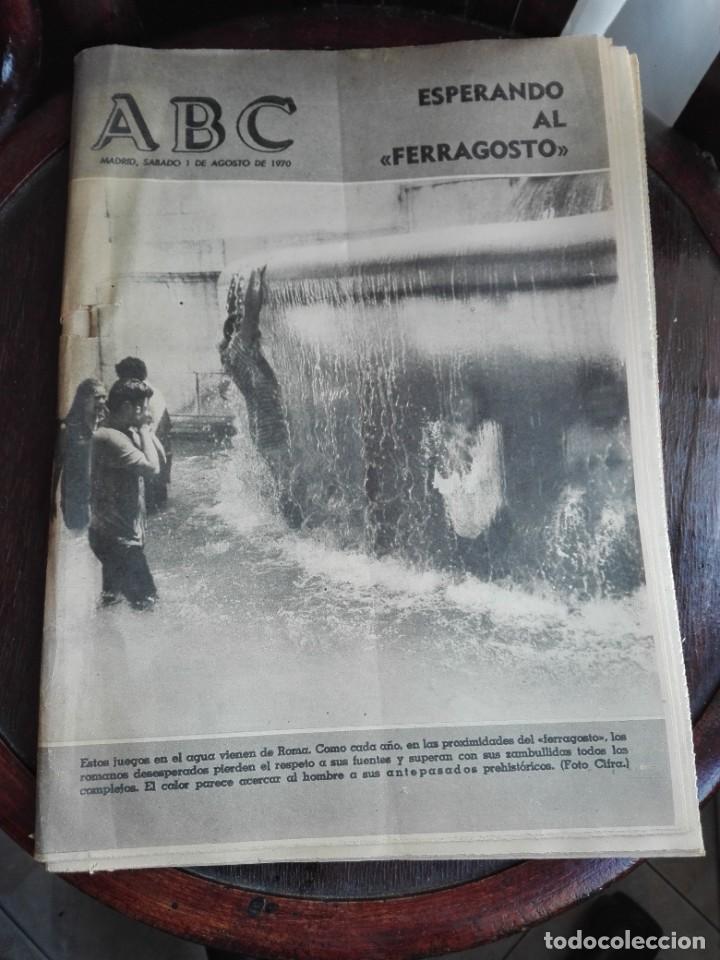 ABC
MADRID, SABADO 1 DE AGOSTO DE 1970
ESPERANDO
AL
«FERRAGOSTO»
Estos juegos en el agua vienen de Roma. Como cada año, en las proximidades del «ferragosto», los
romanos desesperados pierden el respeto a sus fuentes y superan con sus zambullidas todos los
complejos. El calor parece acercar al hombre a sus antepasados prehistóricos. (Foto Cifra.)
todocoleccion